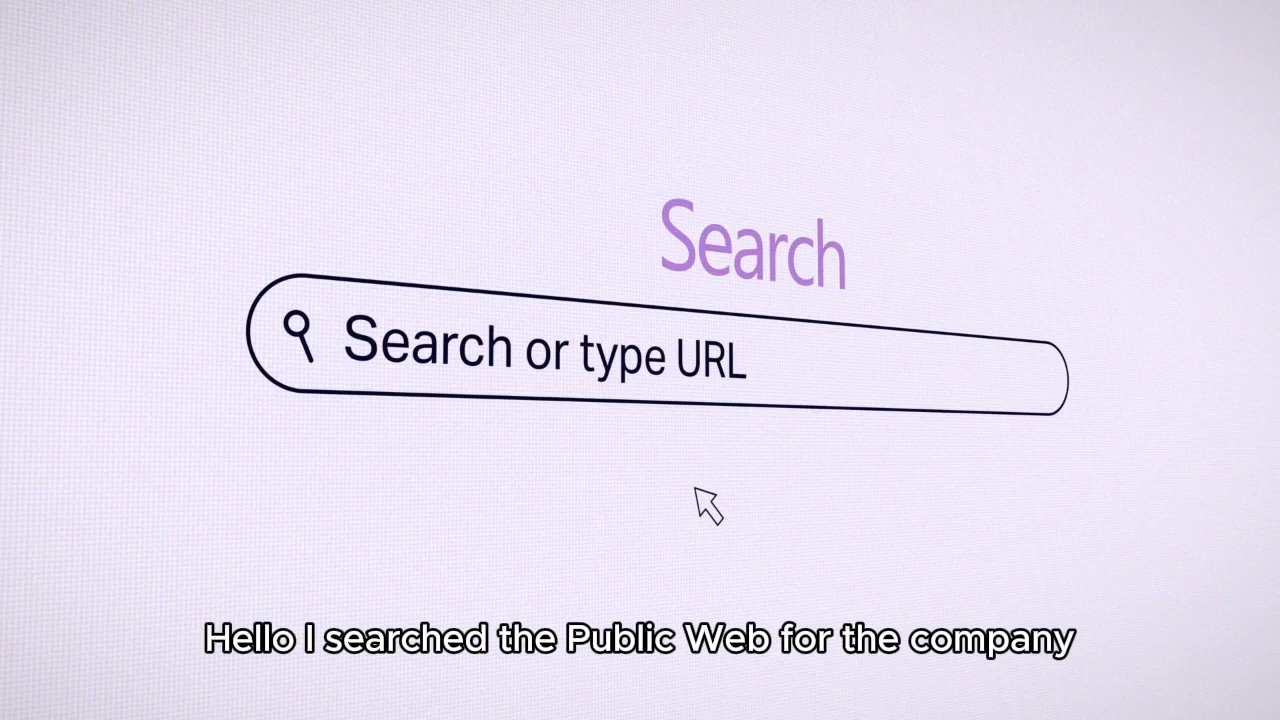 Search
Search or type URL
Hello I searched the Public Web for the company